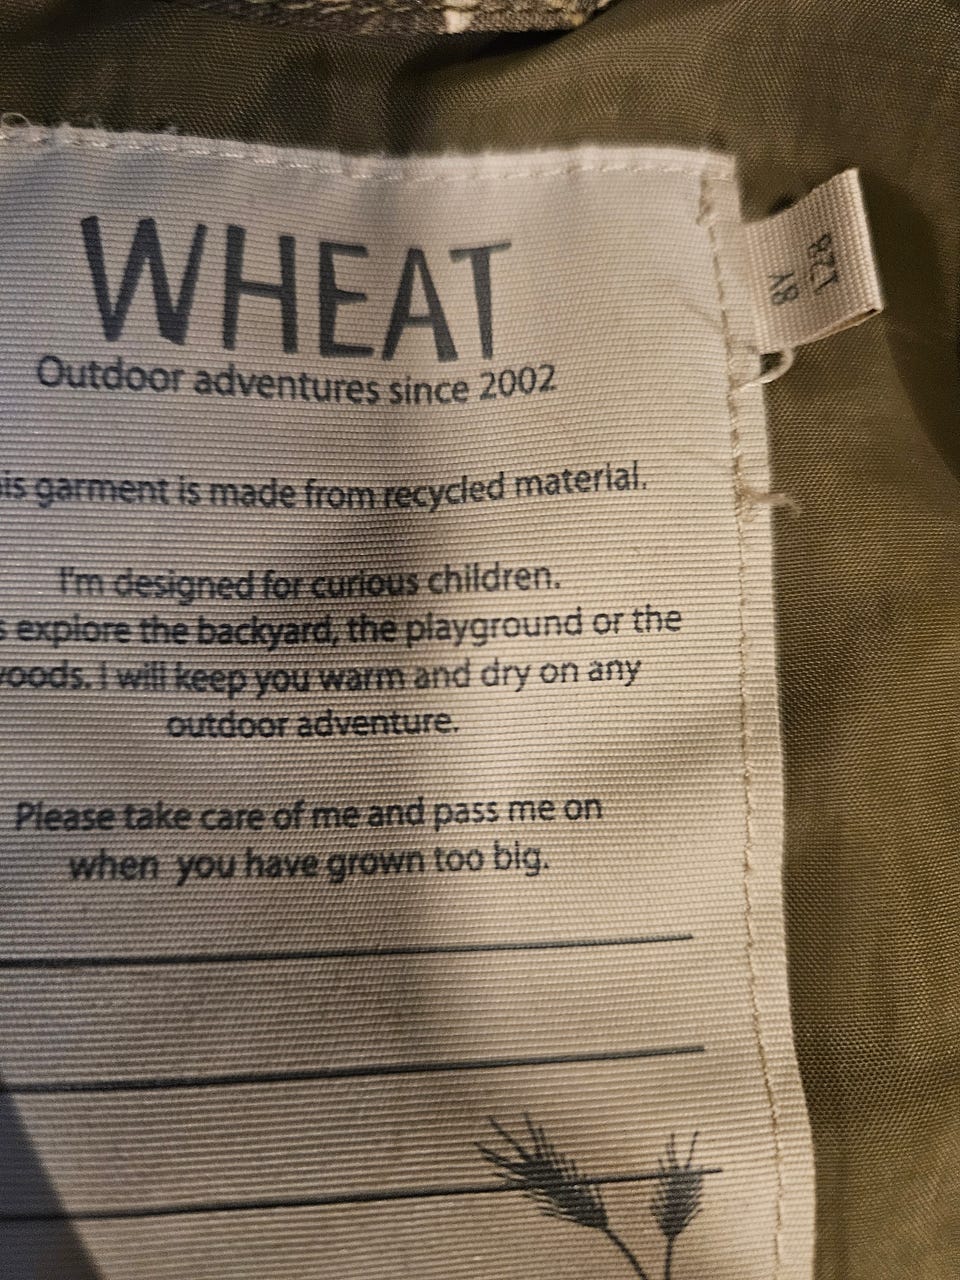 WHEAT
Outdoor adventures since 2002
is garment is made from recycled material.
I'm designed for curious children.
s explore the backyard, the playground or the
oods. I will keep you warm and dry on any
outdoor adventure.
Please take care of me and pass me on
when you have grown too big.
128
8Y